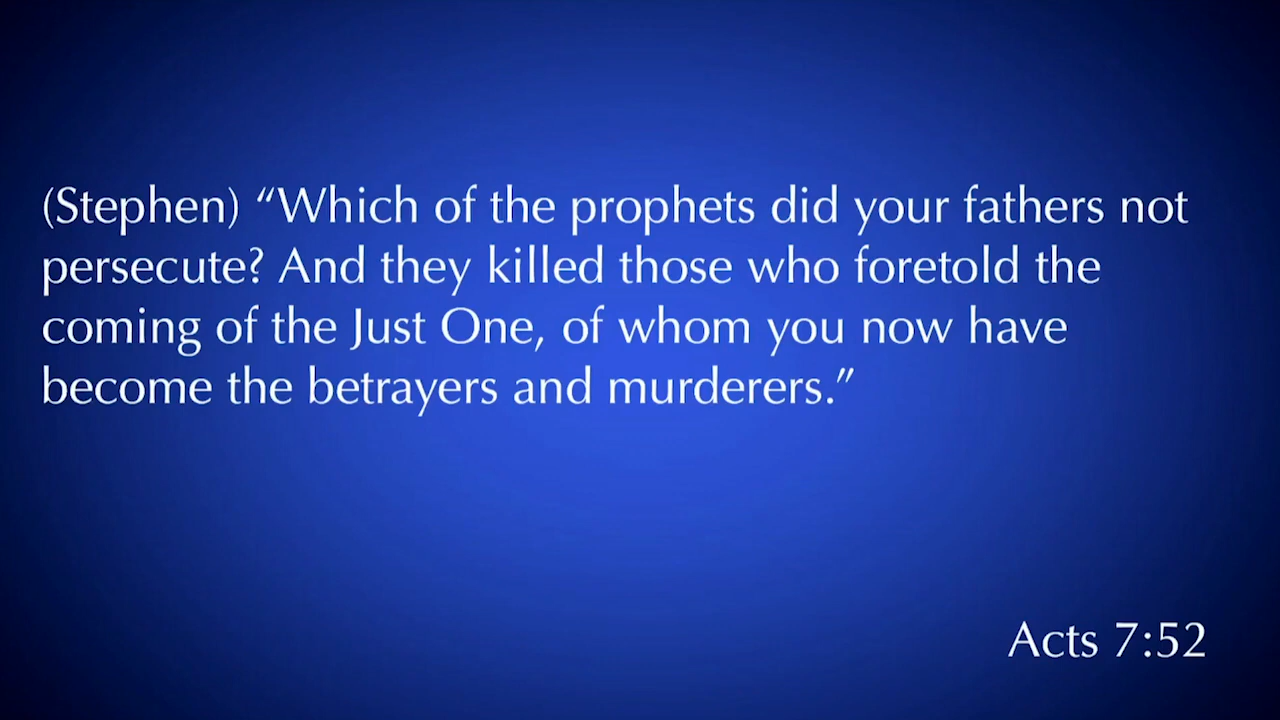 (Stephen) “Which of the prophets did your fathers not
persecute? And they killed those who foretold the
coming of the Just One, of whom you now have
become the betrayers and murderers.”
Acts 7:52